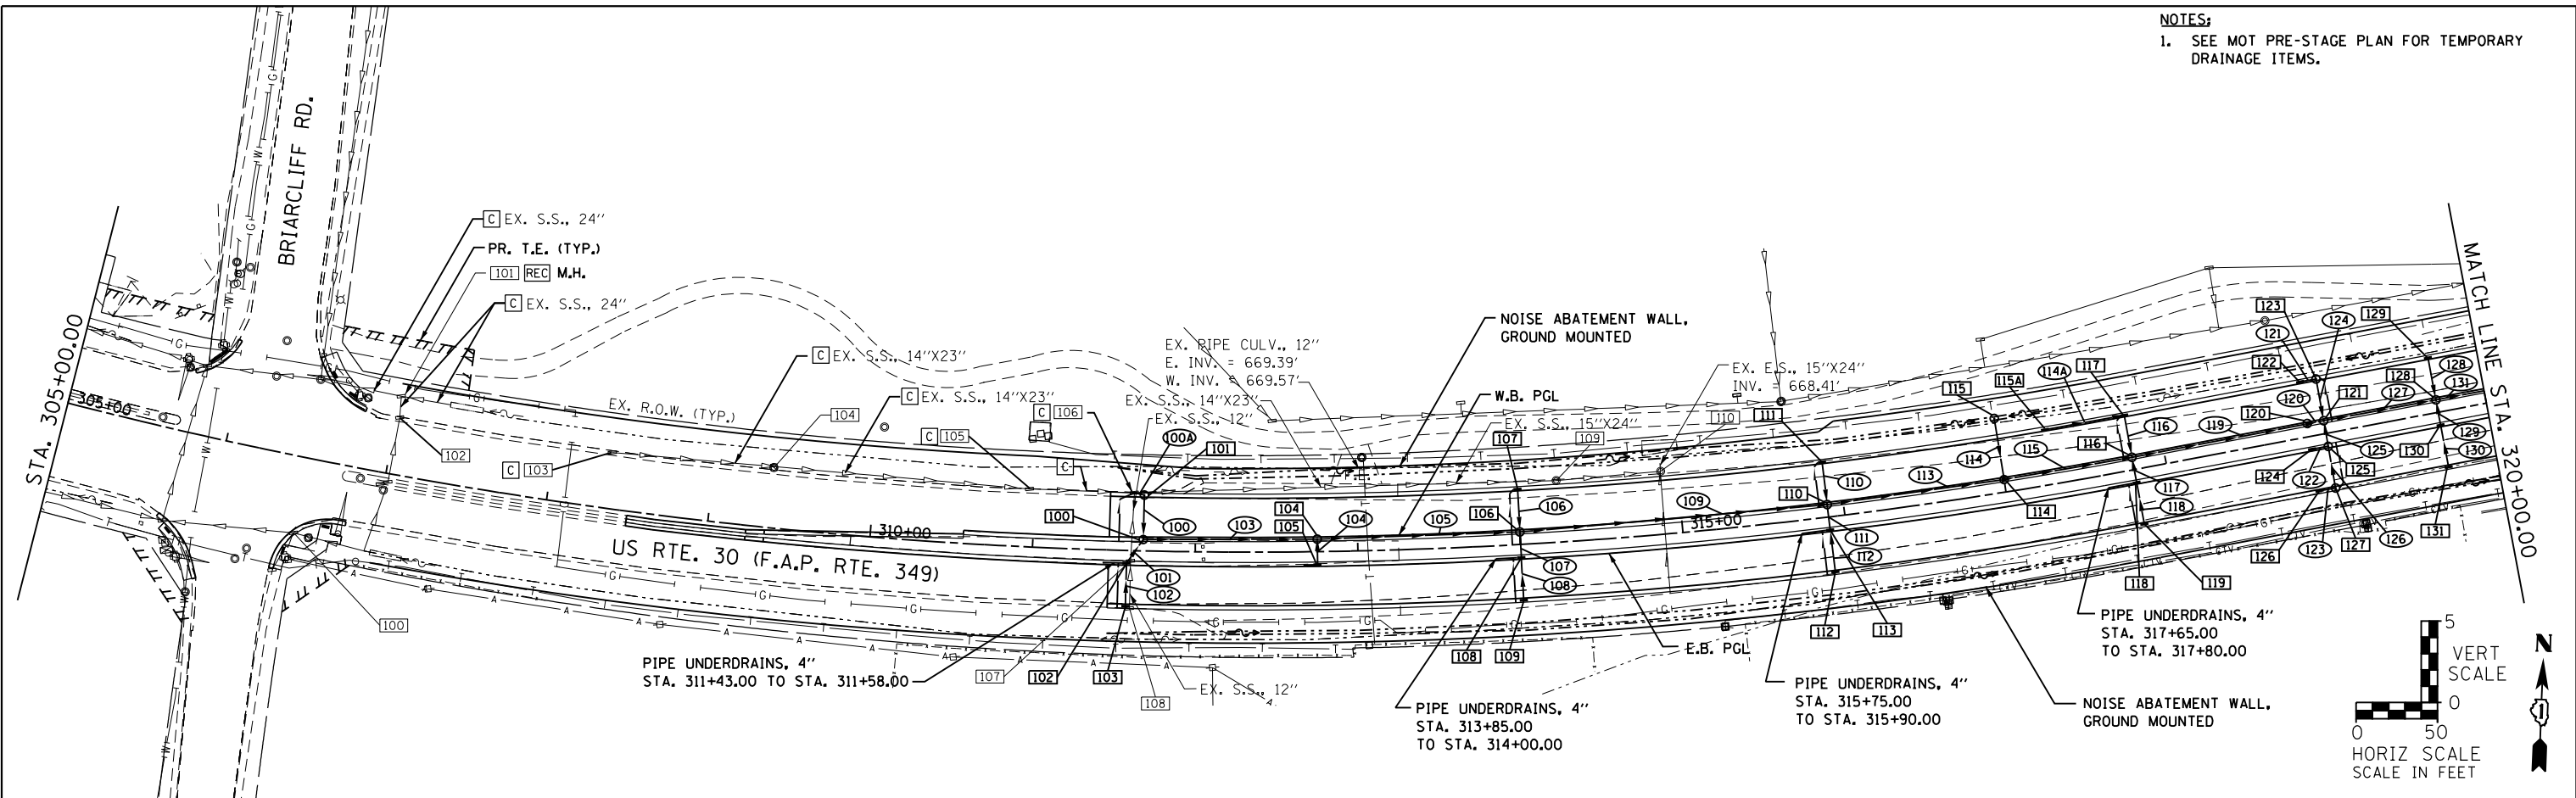 NOTES:
1. SEE MOT PRE-STAGE PLAN FOR TEMPORARY
DRAINAGE ITEMS.
BRIARCLIFF RD.
STA. 305+00.00
305+00
C EX. S.S., 24"
PR. T.E. (TYP.)
101 REC M.H.
C EX. S.S., 24"
102
100
C 103
EX. R.O.W. (TYP.)
C EX. S.S., 14"X23"
104
C EX. S.S., 14"X23"
C 105
C 106
C
EX. PIPE CULV., 12"
E. INV. = 669.39'
W. INV. = 669.57'
EX. S.S., 14"X23"
EX. S.S., 12"
100A
101
100
100
310+00
US RTE. 30 (F.A.P. RTE. 349)
101
102
103
104
105
104
105
NOISE ABATEMENT WALL,
GROUND MOUNTED
W.B. PGL
EX. S.S., 15"X24"
107
109
EX. E.S., 15"X24"
INV. = 668.41'
110
111
106
106
107
108
109
315+00
110
110
111
112
113
114
115
115A
114A
117
115
114
116
116
117
118
119
120
120
121
122
123
124
129
121
128
128
131
127
129
130
130
125
125
124
122
126
123
127
126
131
118
119
112
113
108
109
E.B. PGL
PIPE UNDERDRAINS, 4"
STA. 311+43.00 TO STA. 311+58.00
107
102
103
108
EX. S.S., 12"
PIPE UNDERDRAINS, 4"
STA. 313+85.00
TO STA. 314+00.00
PIPE UNDERDRAINS, 4"
STA. 315+75.00
TO STA. 315+90.00
PIPE UNDERDRAINS, 4"
STA. 317+65.00
TO STA. 317+80.00
NOISE ABATEMENT WALL,
GROUND MOUNTED
MATCH LINE STA. 320+00.00
5
VERT
SCALE
0
0 50
HORIZ SCALE
SCALE IN FEET
N